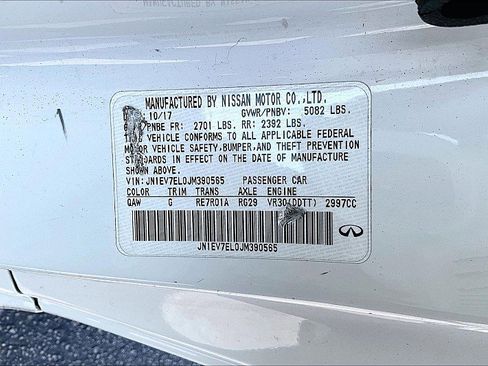 MANUFACTURED BY NISSAN MOTOR CO.,LTD.
10/17 GVWR/PNBV: 5082 LBS.
PNBE FR: 2701 LBS. RR: 2392 LBS.
VEHICLE CONFORMS TO ALL APPLICABLE FEDERAL
MOTOR VEHICLE SAFETY,BUMPER,AND THEFT PREVENTION
STANDARDS IN EFFECT ON THE DATE OF MANUFACTURE
SHOWN ABOVE.
VIN: JN1EV7EL0JM390565 PASSENGER CAR
COLOR TRIM TRANS AXLE ENGINE
QAW G RE7R01A RG29 VR30(DDTT) 2997CC
JN1EV7EL0JM390565